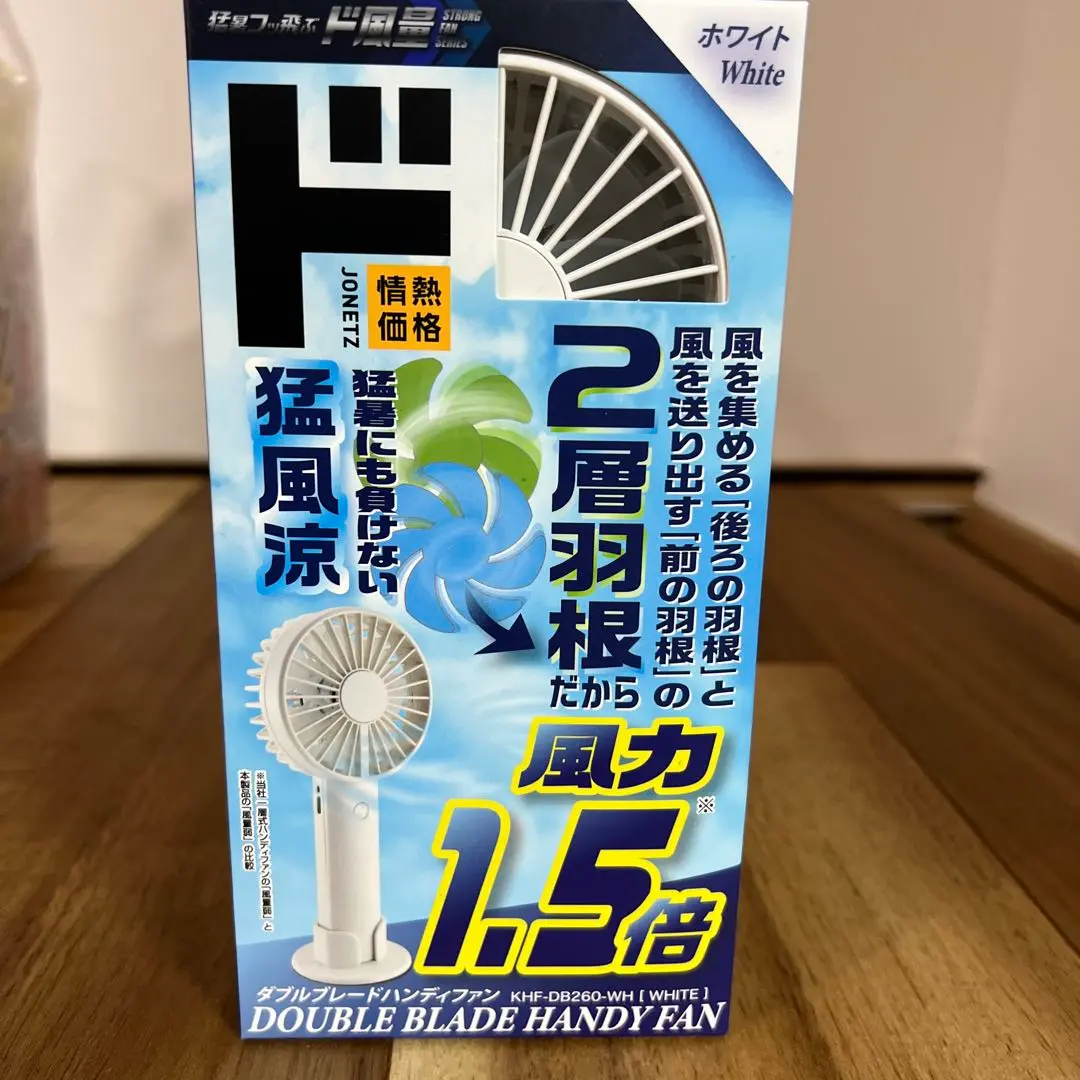 猛暑フッ飛ぶ ド風量 STRONG FAN SERIES
ホワイト
White
ド
JONETZ
情熱
価格
風を集める「後ろの羽根」と
風を送り出す「前の羽根」の
2層羽根だから
猛暑にも負けない
猛風涼
風力
1.5倍※
※当社一層式ハンディファンの「風量弱」と
本製品の「風量弱」の比較
ダブルブレードハンディファン KHF-DB260-WH [ WHITE ]
DOUBLE BLADE HANDY FAN